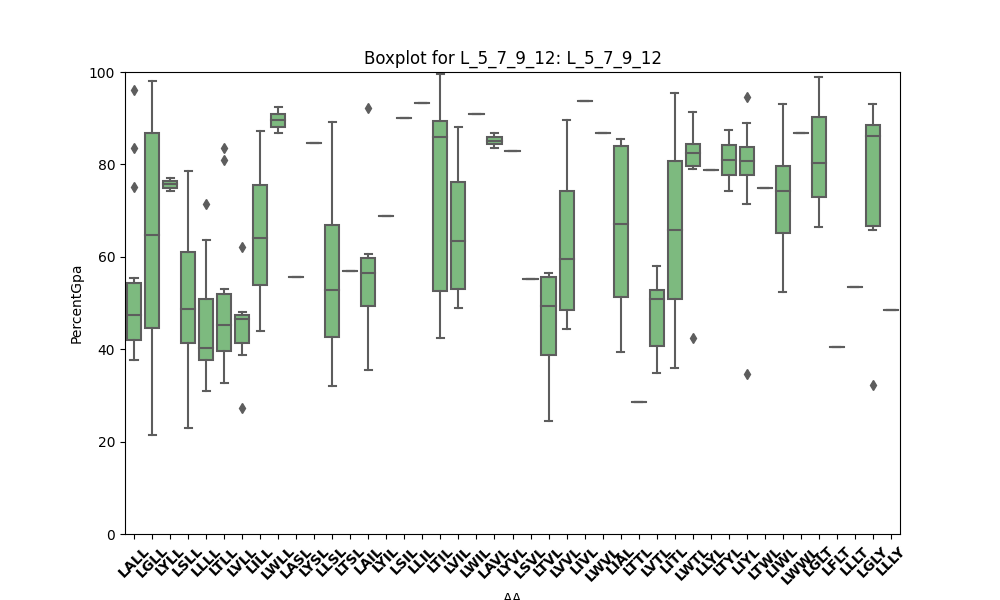 Boxplot for L_5_7_9_12: L_5_7_9_12
PercentGpa
100
80
60
40
20
0
LALL
LGLL
LYLL
LSLL
LLLL
LTLL
LVLL
LILL
LWLL
LASL
LYSL
LLSL
LTSL
LAIL
LYIL
LSIL
LLIL
LTIL
LVIL
LWIL
LAVL
LYVL
LSVL
LTVL
LVVL
LIVL
LWVL
LIAL
LTTL
LVTL
LITL
LWTL
LLYL
LTYL
LIYL
LTWL
LIWL
LWWL
LGLT
LFLT
LLLT
LGLY
LLLY
AA